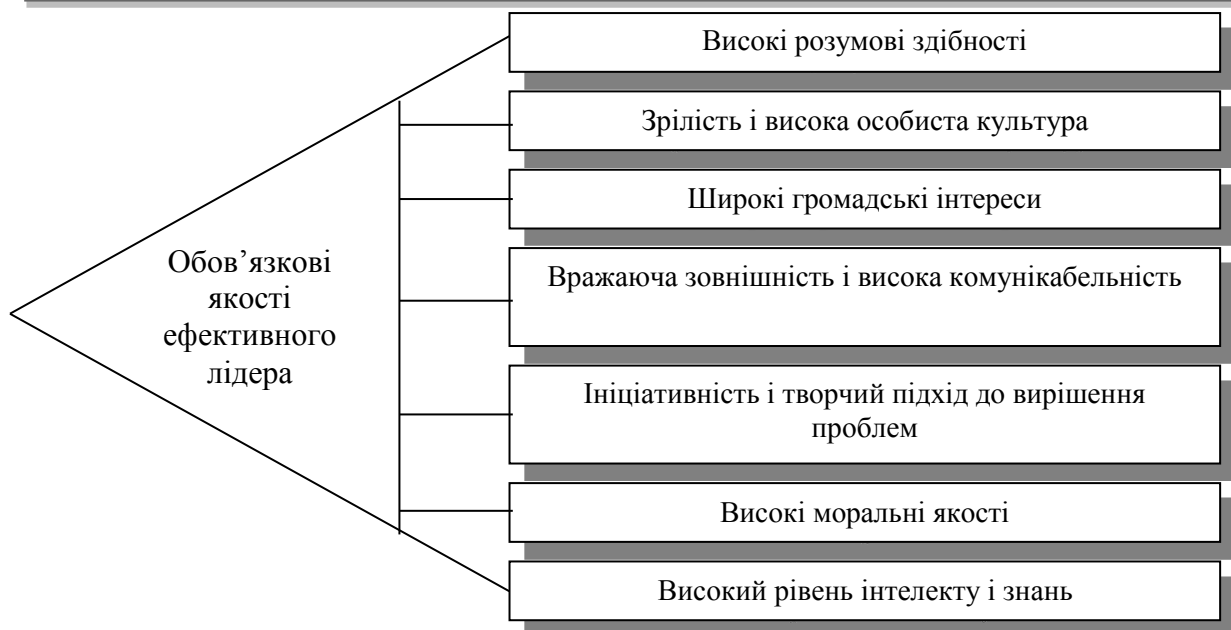 Високі розумові здібності
Зрілість і висока особиста культура
Широкі громадські інтереси
Обов’язкові
якості
ефективного
лідера
Вражаюча зовнішність і висока комунікабельність
Ініціативність і творчий підхід до вирішення
проблем
Високі моральні якості
Високий рівень інтелекту і знань